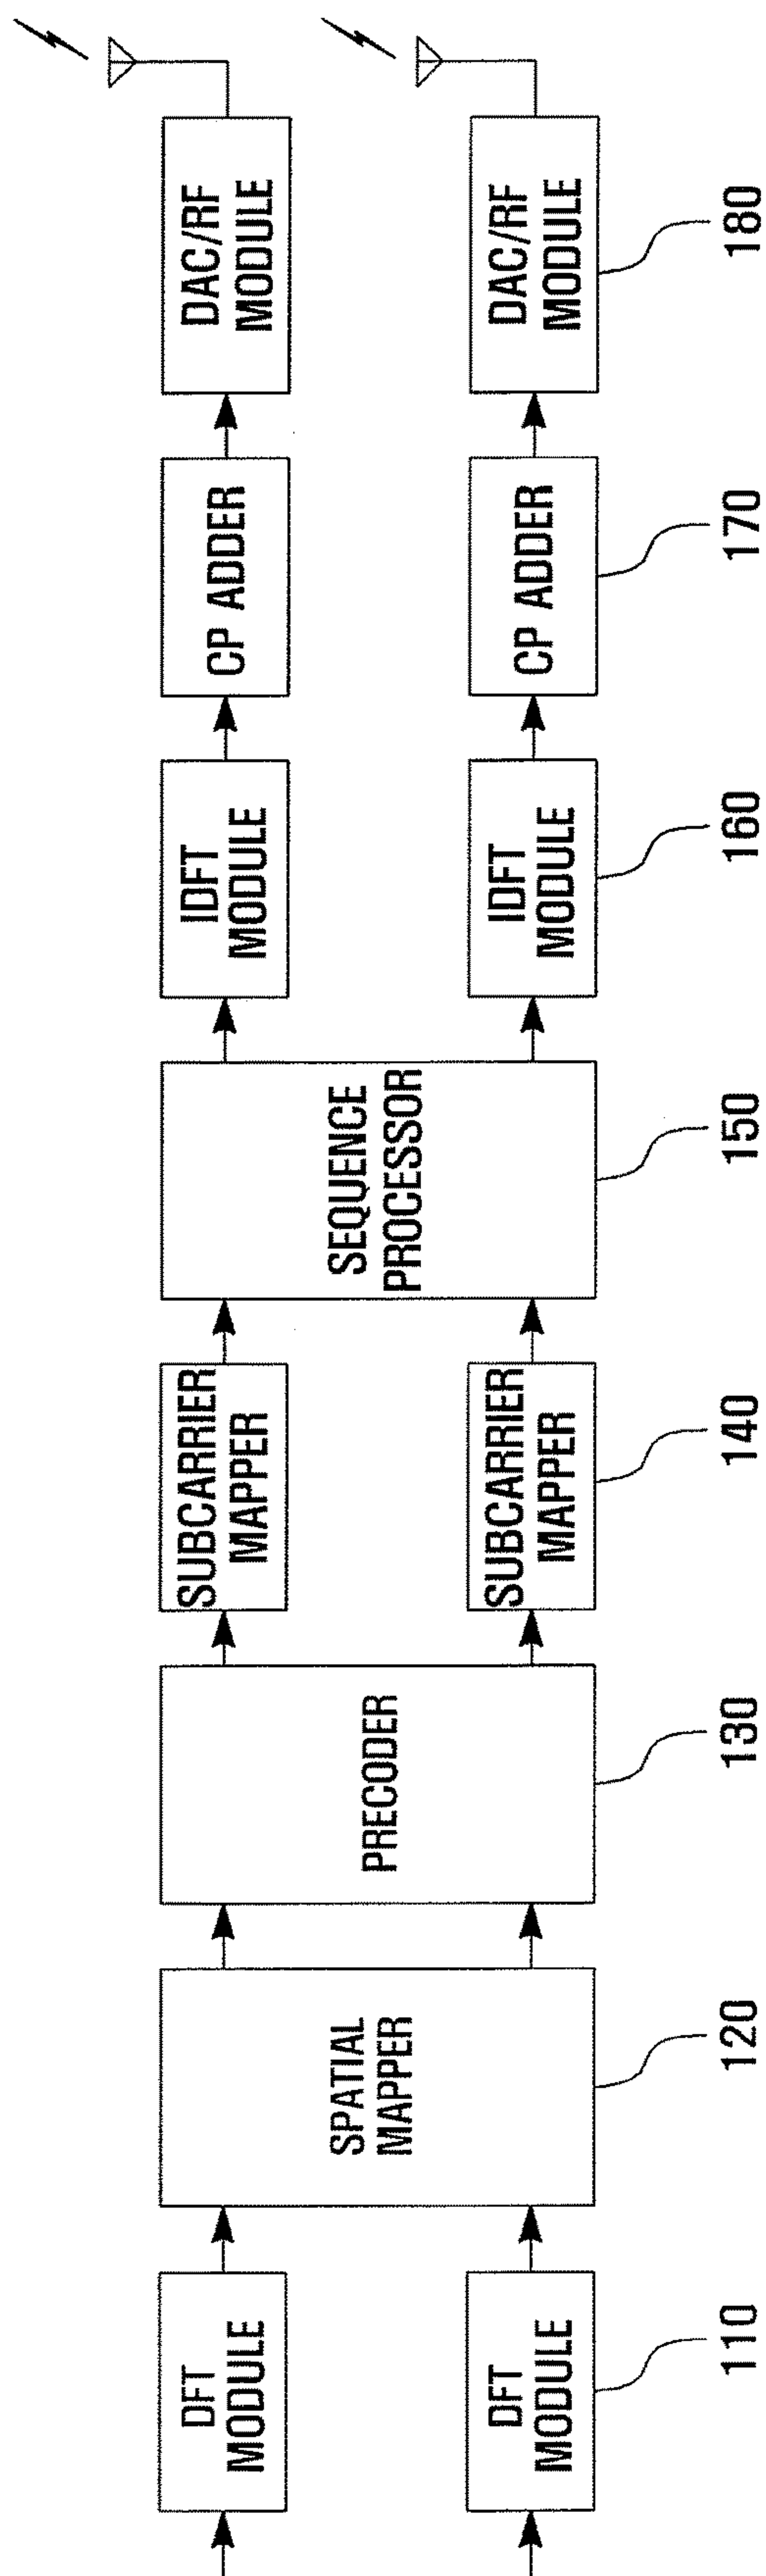 DFT
MODULE
DFT
MODULE
110
SPATIAL
MAPPER
120
PRECODER
130
SUBCARRIER
MAPPER
SUBCARRIER
MAPPER
140
SEQUENCE
PROCESSOR
150
IDFT
MODULE
IDFT
MODULE
160
CP ADDER
CP ADDER
170
DAC/RF
MODULE
DAC/RF
MODULE
180